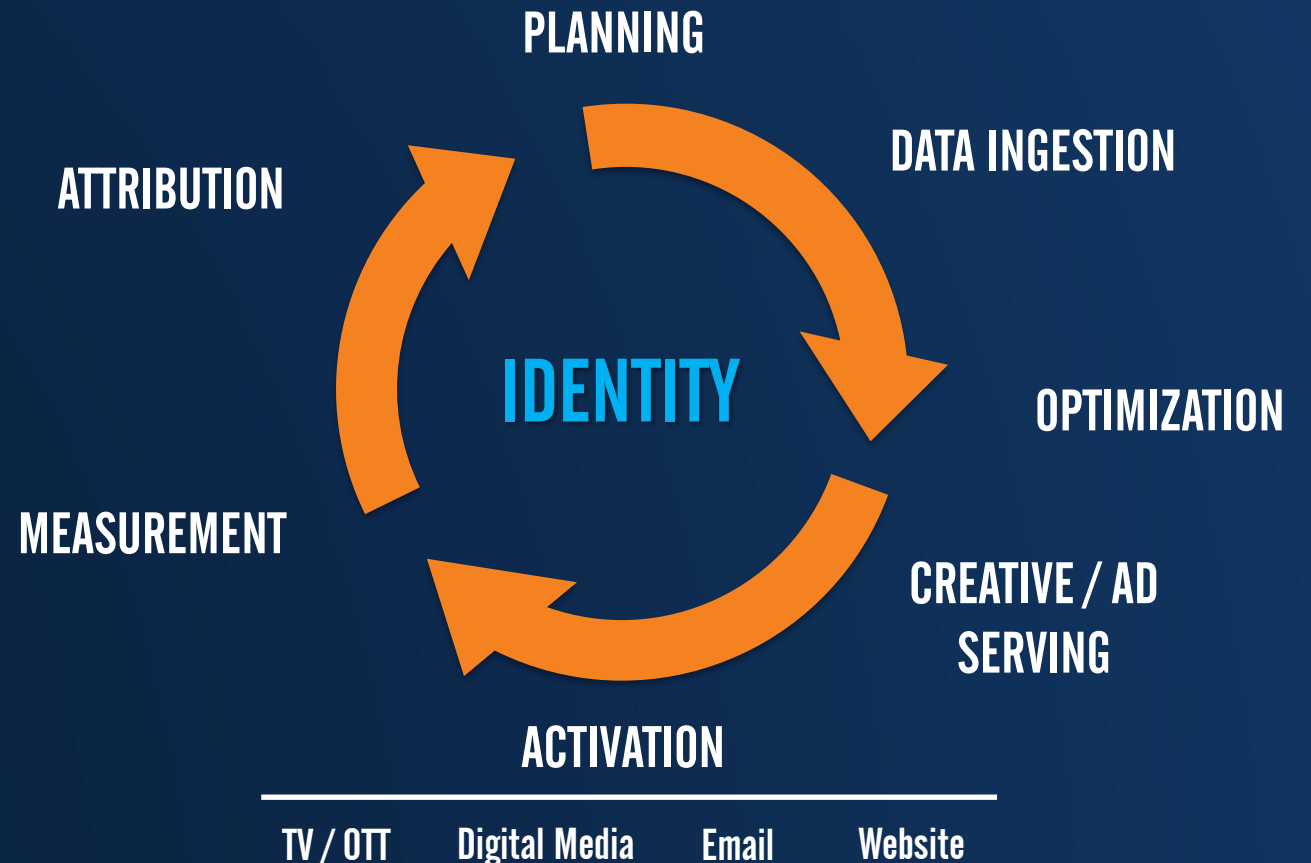 PLANNING
DATA INGESTION
ATTRIBUTION
IDENTITY
OPTIMIZATION
MEASUREMENT
CREATIVE / AD
SERVING
ACTIVATION
TV / OTT Digital Media Email Website